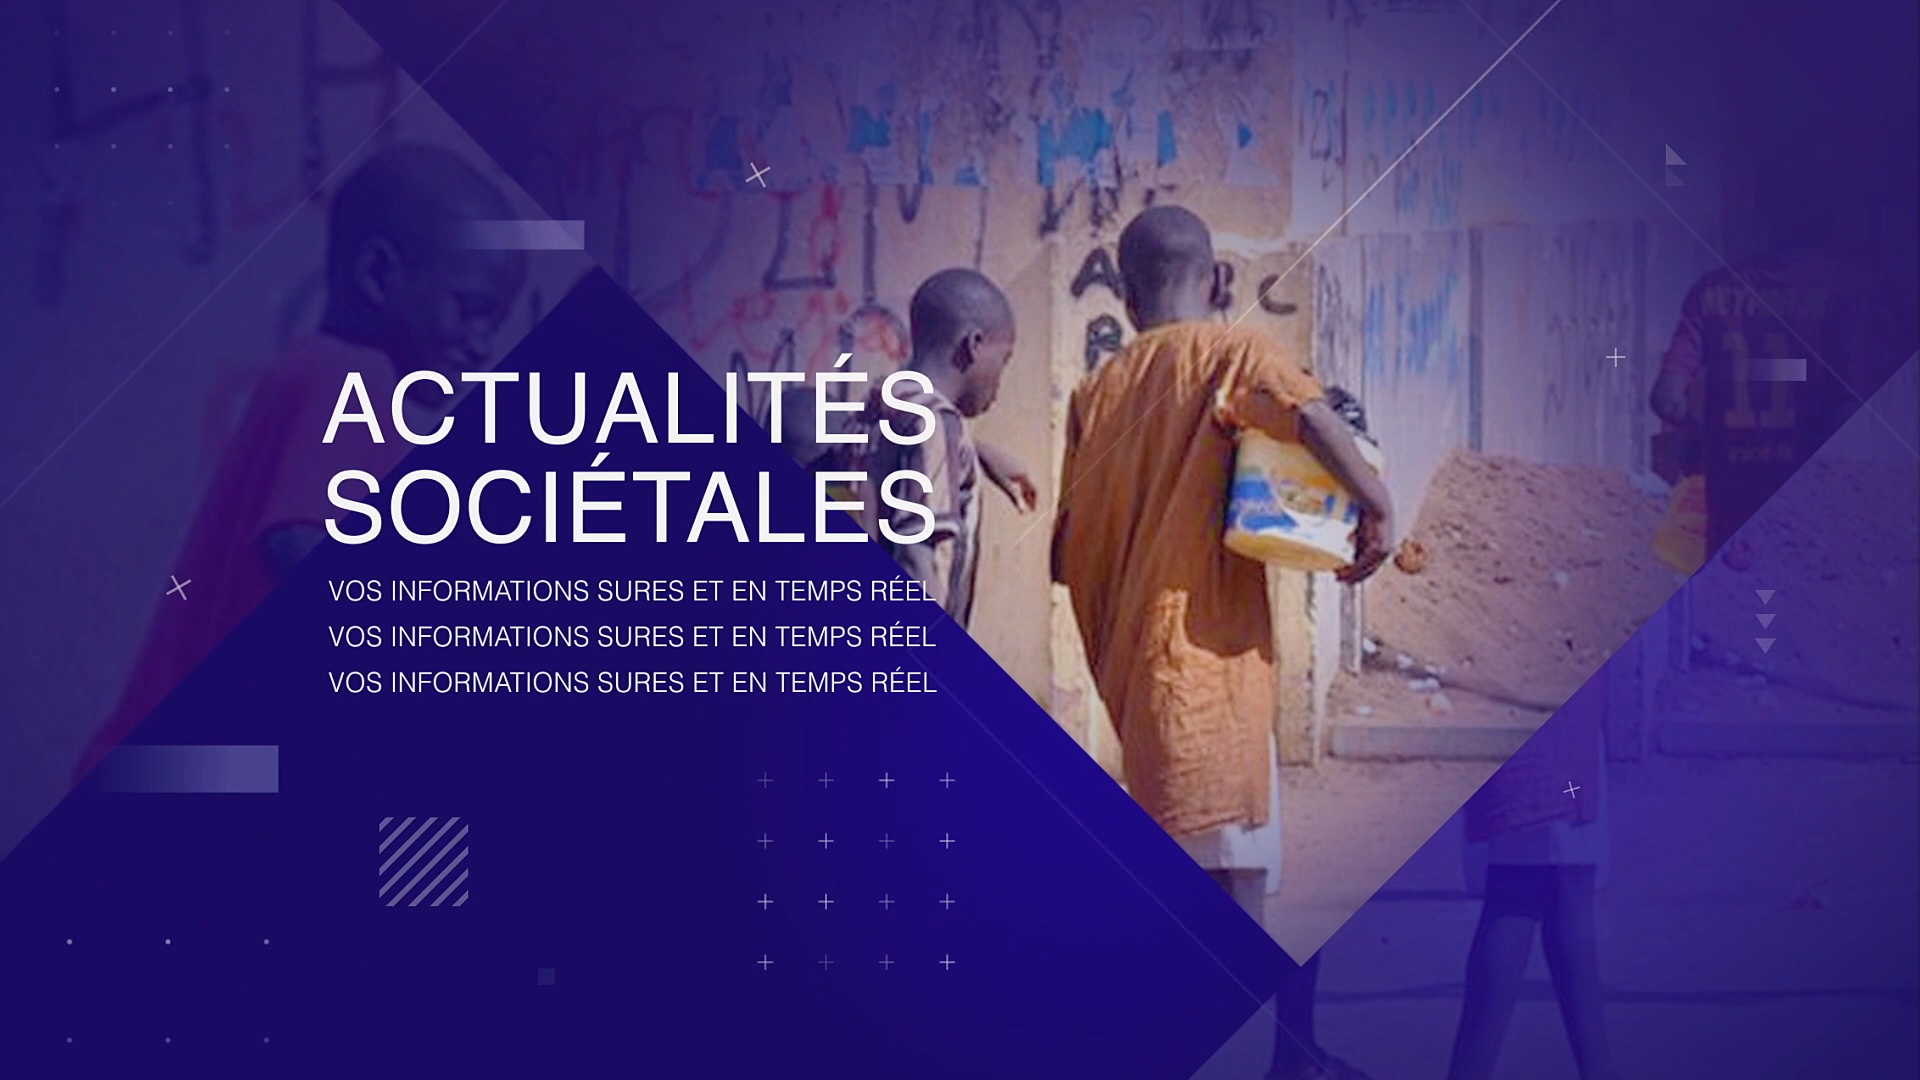 ACTUALITÉS
SOCIÉTALES
VOS INFORMATIONS SURES ET EN TEMPS RÉEL
VOS INFORMATIONS SURES ET EN TEMPS RÉEL
VOS INFORMATIONS SURES ET EN TEMPS RÉEL
A B C
11